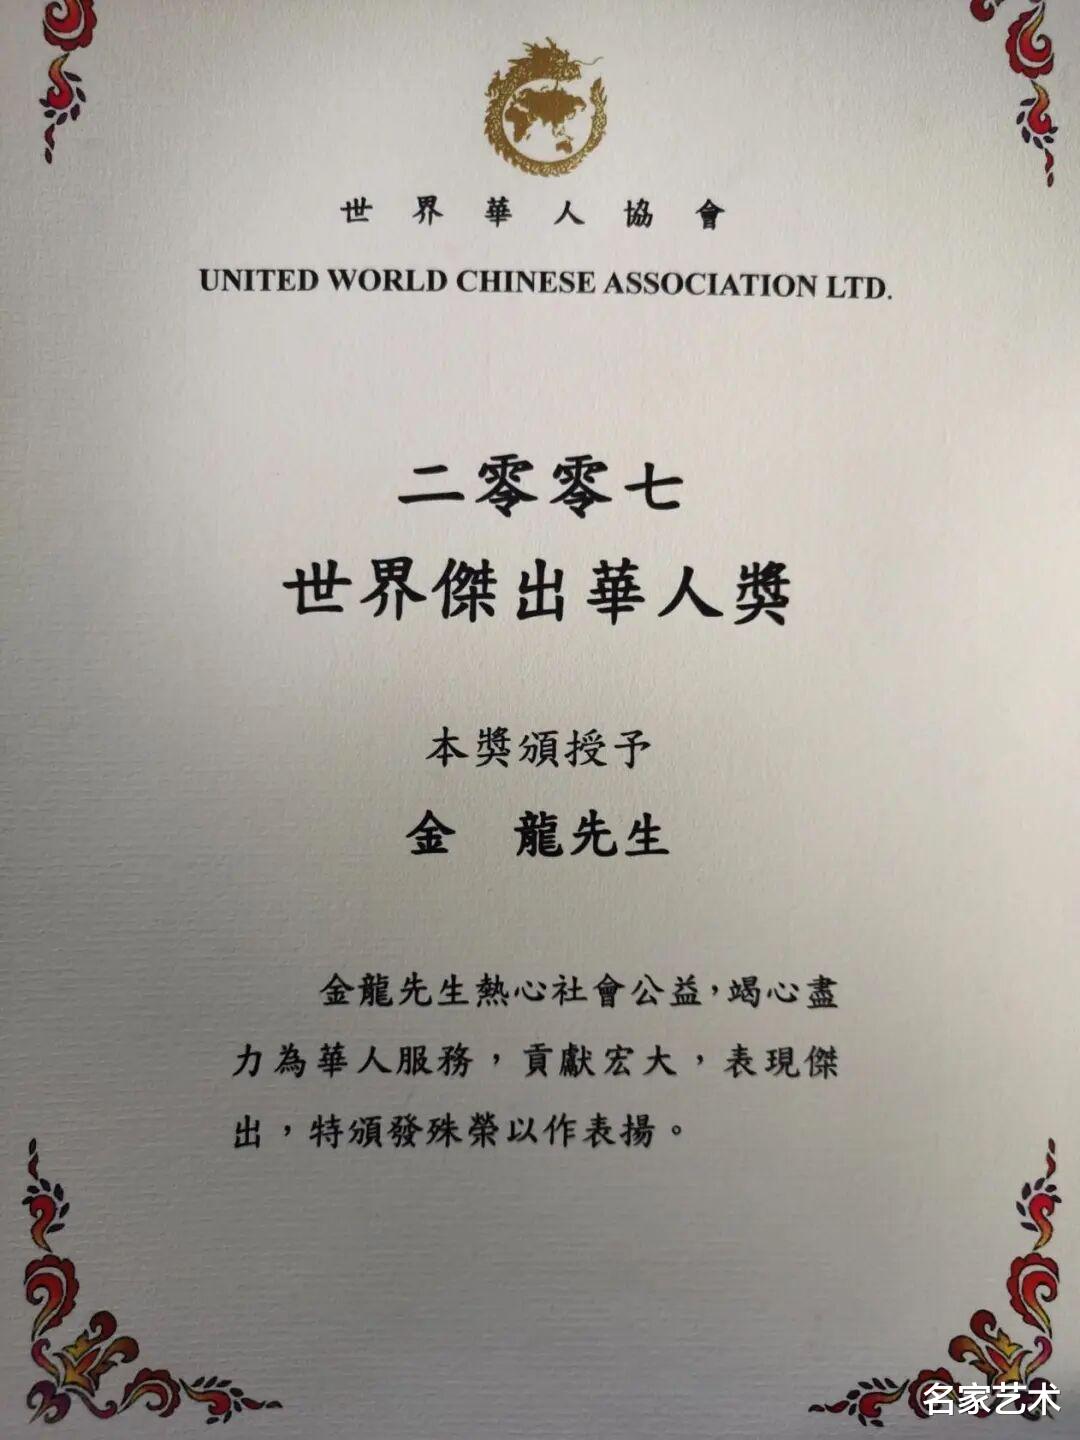 世界華人協會
UNITED WORLD CHINESE ASSOCIATION LTD.
二零零七
世界傑出華人獎
本獎頒授予
金　龍先生
金龍先生熱心社會公益，竭心盡
力為華人服務，貢獻宏大，表現傑
出，特頒發殊榮以作表揚。
名家艺术